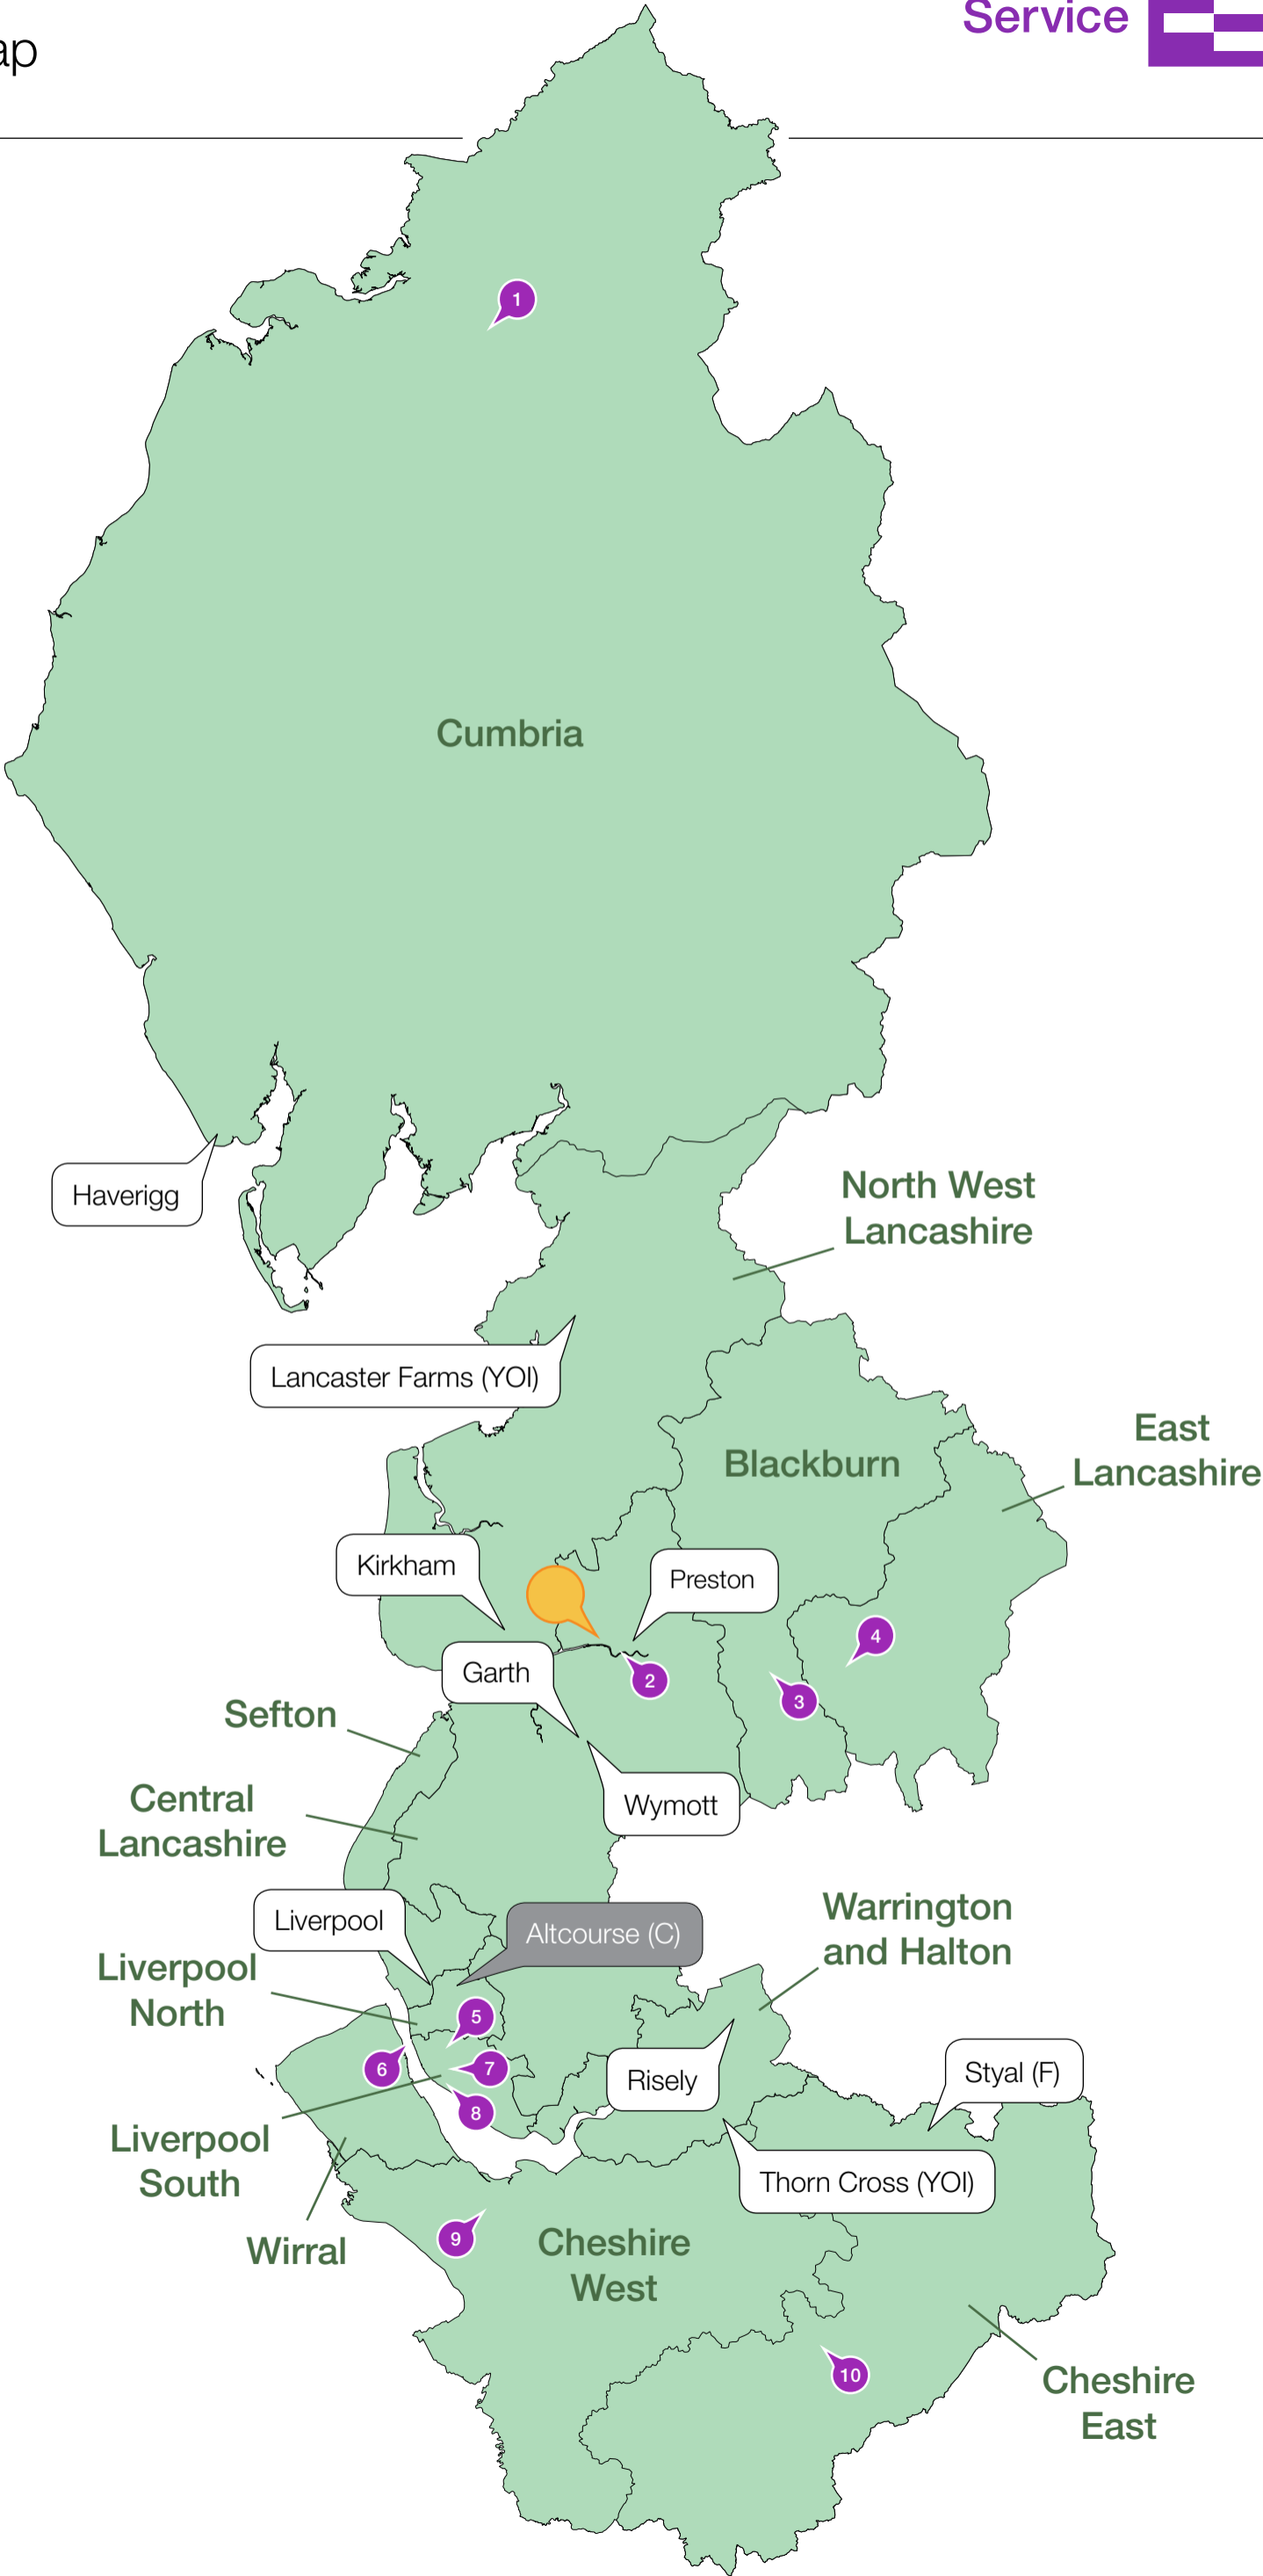 ap
Service
1
Cumbria
Haverigg
North West
Lancashire
Lancaster Farms (YOI)
East
Lancashire
Blackburn
Kirkham
Preston
4
Garth
2
3
Sefton
Central
Lancashire
Wymott
Liverpool
Altcourse (C)
Warrington
and Halton
Liverpool
North
5
6
7
Risely
Styal (F)
8
Liverpool
South
Thorn Cross (YOI)
Wirral
9
Cheshire
West
10
Cheshire
East